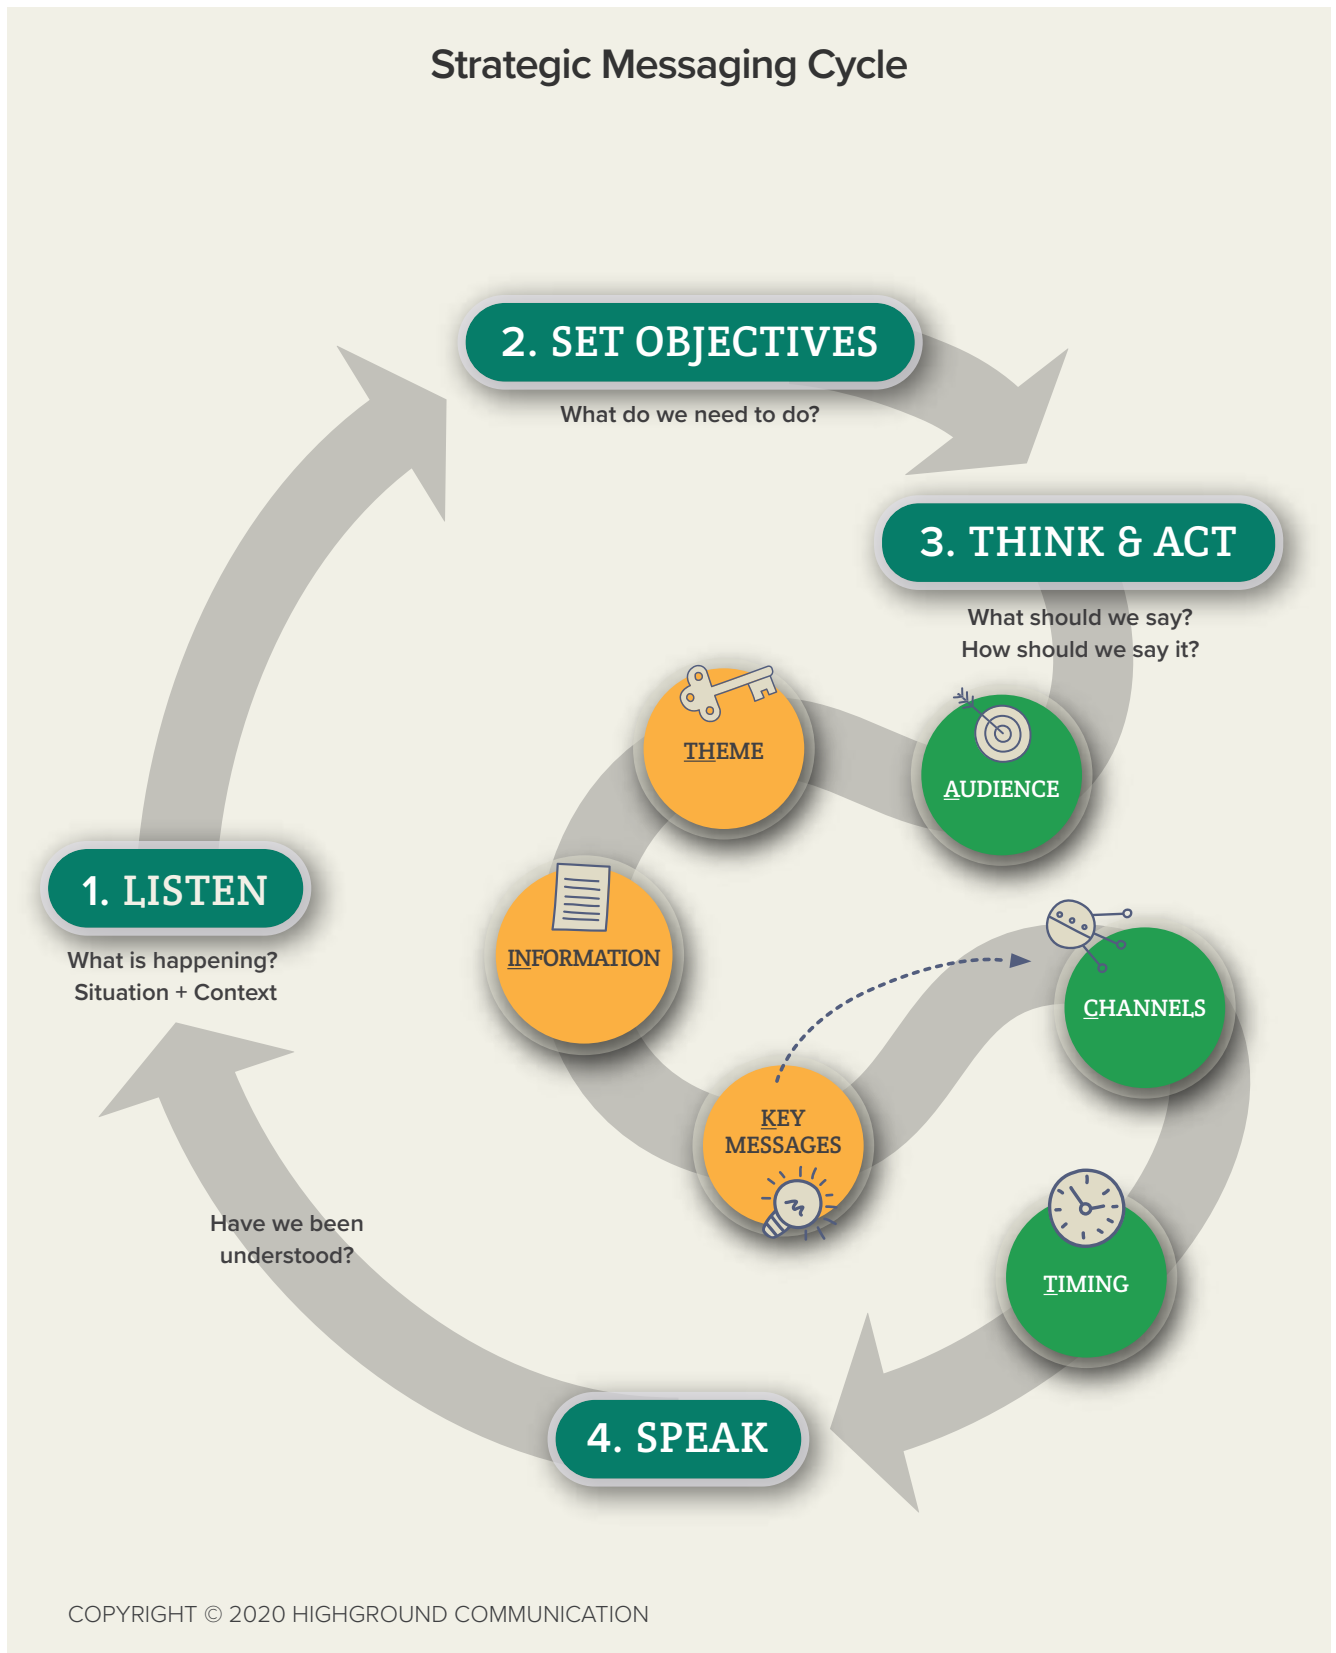 Strategic Messaging Cycle
2. SET OBJECTIVES
What do we need to do?
3. THINK & ACT
What should we say?
How should we say it?
THEME
AUDIENCE
1. LISTEN
What is happening?
Situation + Context
INFORMATION
CHANNELS
KEY
MESSAGES
Have we been
understood?
TIMING
4. SPEAK
COPYRIGHT © 2020 HIGHGROUND COMMUNICATION